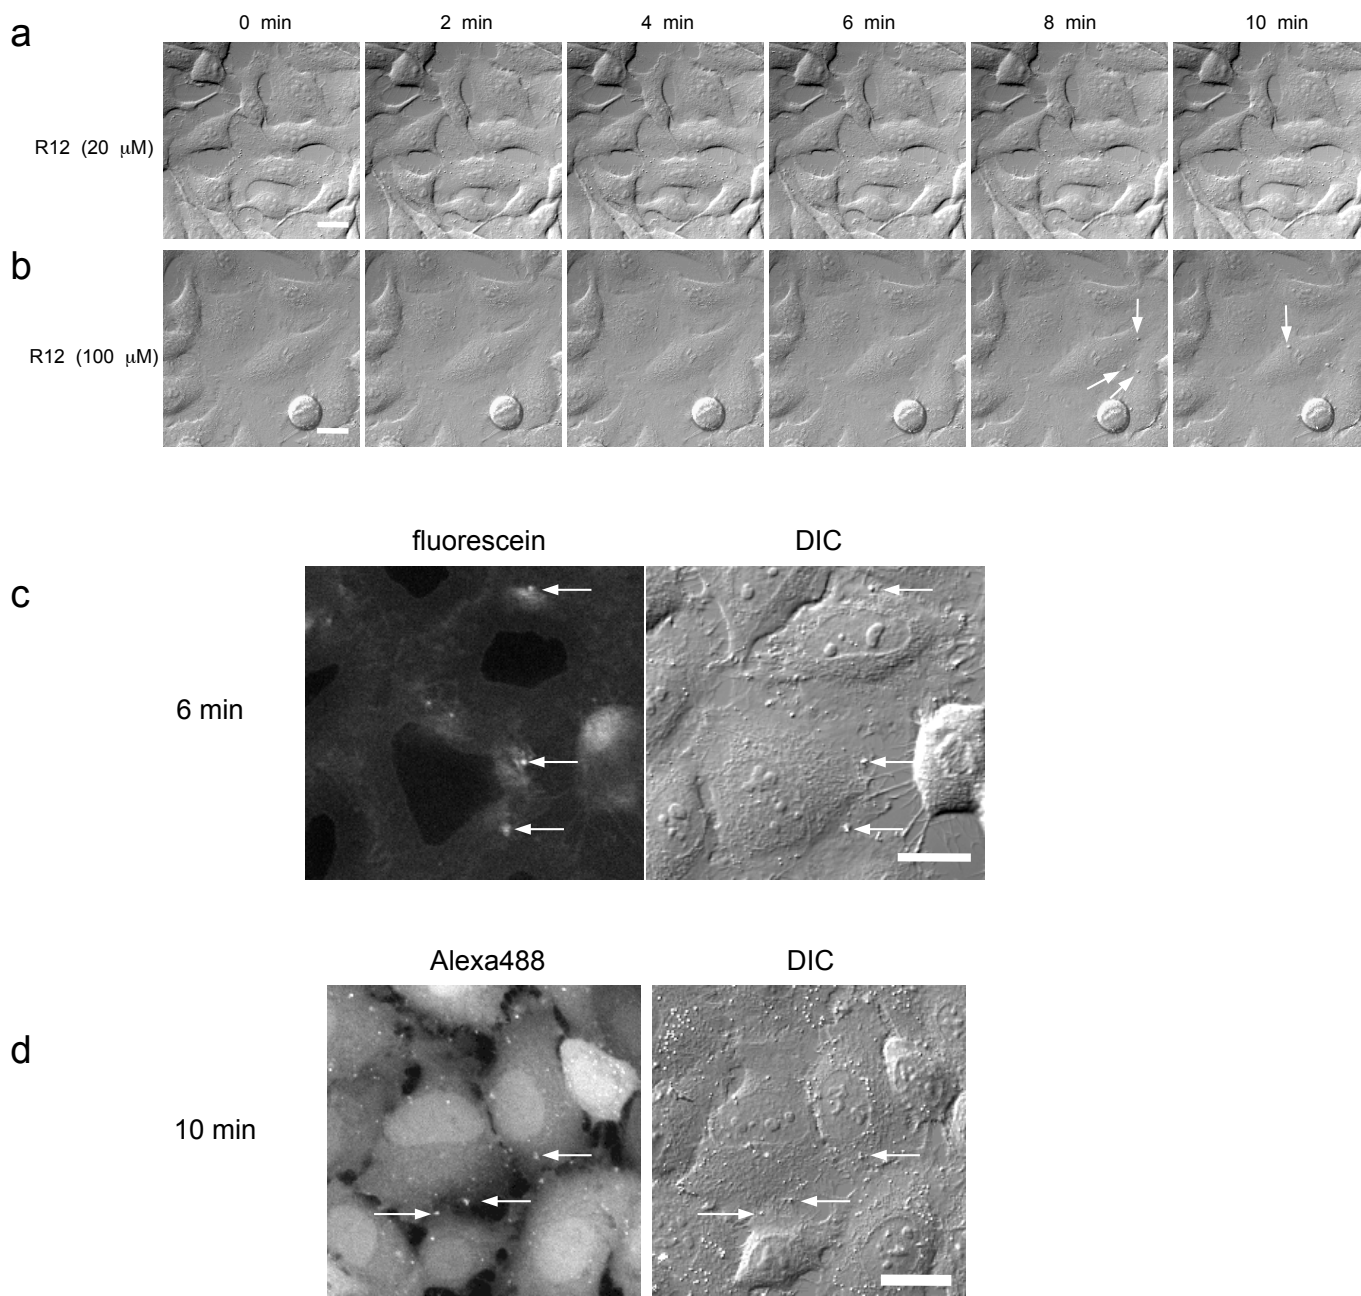 a
0 min 2 min 4 min 6 min 8 min 10 min
R12 (20 μM)
b
R12 (100 μM)
fluorescein DIC
c
6 min
Alexa488 DIC
d
10 min